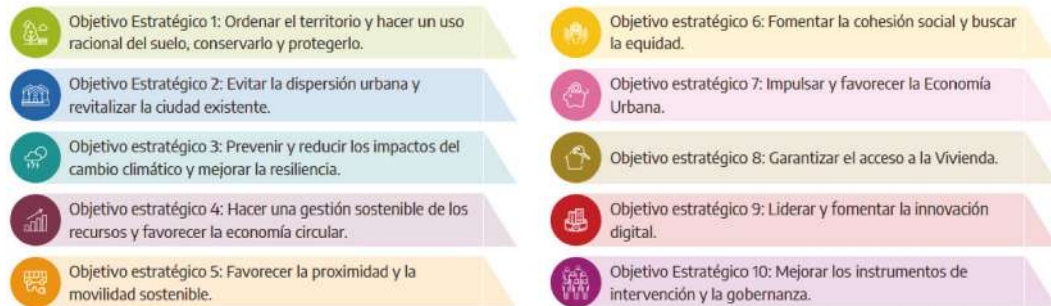 Objetivo Estratégico 1: Ordenar el territorio y hacer un uso
racional del suelo, conservarlo y protegerlo.
Objetivo Estratégico 2: Evitar la dispersión urbana y
revitalizar la ciudad existente.
Objetivo estratégico 3: Prevenir y reducir los impactos del
cambio climático y mejorar la resiliencia.
Objetivo estratégico 4: Hacer una gestión sostenible de los
recursos y favorecer la economía circular.
Objetivo estratégico 5: Favorecer la proximidad y la
movilidad sostenible.
Objetivo estratégico 6: Fomentar la cohesión social y buscar
la equidad.
Objetivo estratégico 7: Impulsar y favorecer la Economía
Urbana.
Objetivo estratégico 8: Garantizar el acceso a la Vivienda.
Objetivo estratégico 9: Liderar y fomentar la innovación
digital.
Objetivo Estratégico 10: Mejorar los instrumentos de
intervención y la gobernanza.